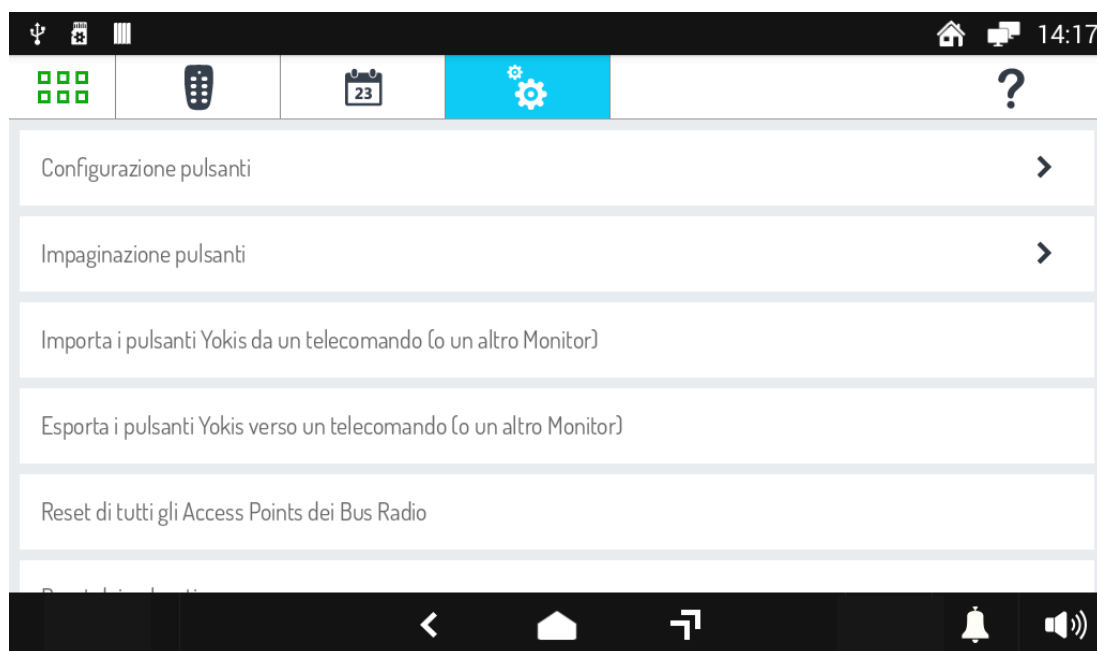 14:17
23
?
Configurazione pulsanti
Impaginazione pulsanti
Importa i pulsanti Yokis da un telecomando (o un altro Monitor)
Esporta i pulsanti Yokis verso un telecomando (o un altro Monitor)
Reset di tutti gli Access Points dei Bus Radio